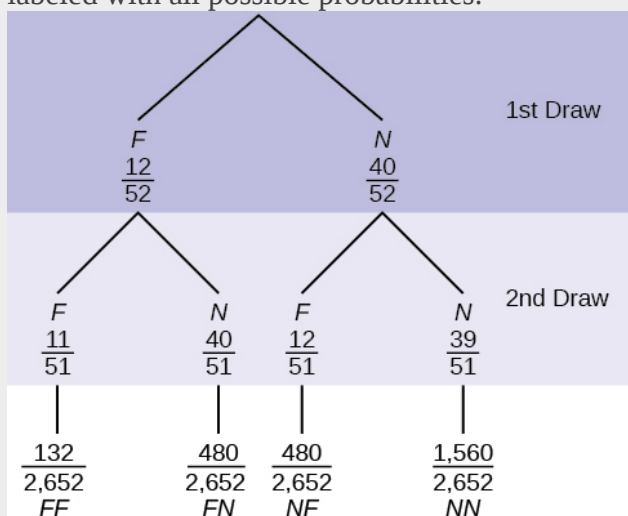 labeled with all possible probabilities.
1st Draw
F N
12 40
52 52
2nd Draw
F N F N
11 40 12 39
51 51 51 51
132 480 480 1,560
2,652 2,652 2,652 2,652
FF FN NF NN